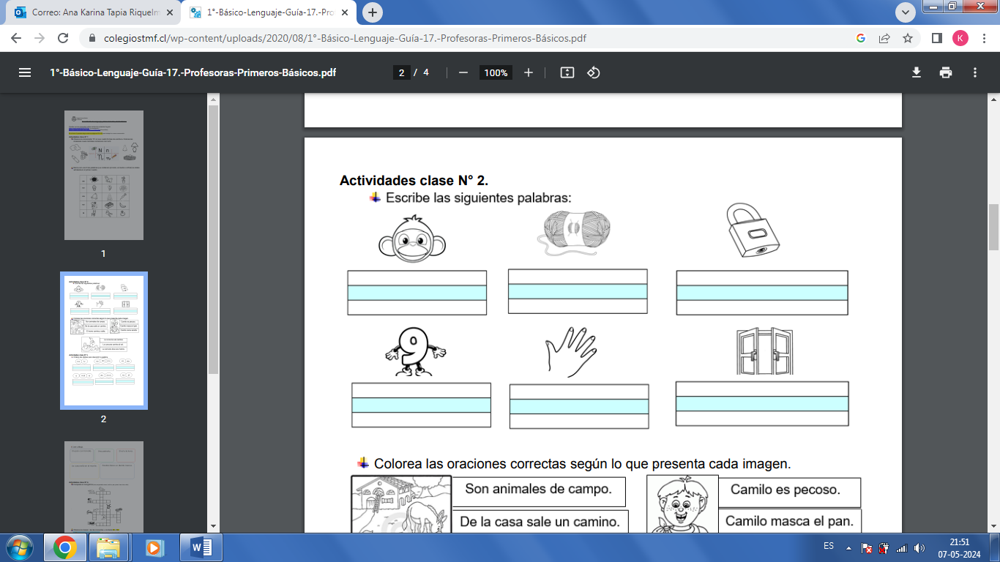 Correo: Ana Karina Tapia Riquelm
1°-Básico-Lenguaje-Guía-17.-Pro
colegiostmf.cl/wp-content/uploads/2020/08/1°-Básico-Lenguaje-Guía-17.-Profesoras-Primeros-Básicos.pdf
K
1°-Básico-Lenguaje-Guía-17.-Profesoras-Primeros-Básicos.pdf
2 / 4
100%
1
2
Actividades clase N° 2.
Escribe las siguientes palabras:
9
Colorea las oraciones correctas según lo que presenta cada imagen.
Son animales de campo.
Camilo es pecoso.
De la casa sale un camino.
Camilo masca el pan.
ES
21:51
07-05-2024